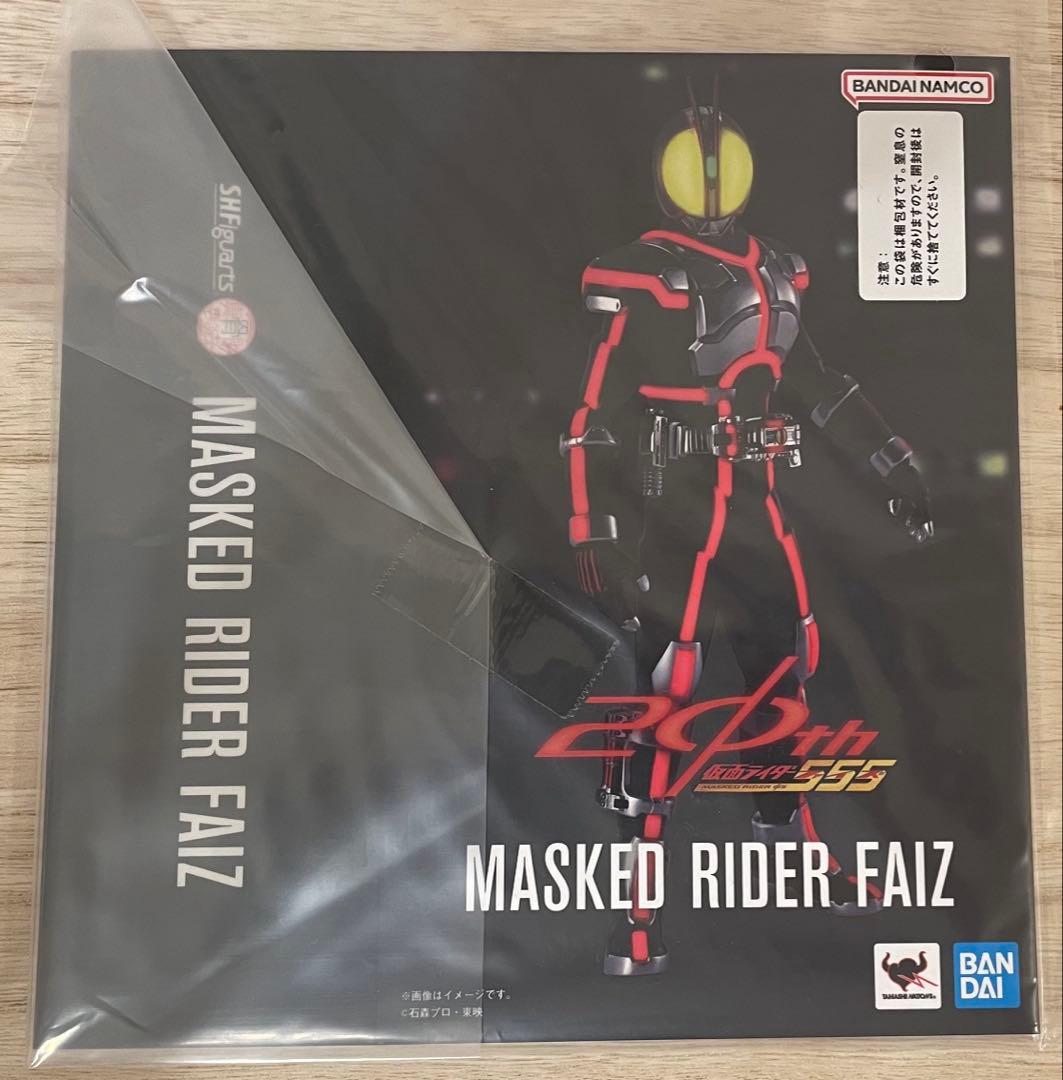 BANDAI NAMCO
注意：
この袋は梱包材です。窒息の
危険がありますので、開封後は
すぐに捨ててください。
S.H.Figuarts
MASKED RIDER FAIZ
20th
仮面ライダー555
MASKED RIDER Φ's
MASKED RIDER FAIZ
TAMASHII NATIONS
BAN
DAI
※画像はイメージです。
©石森プロ・東映